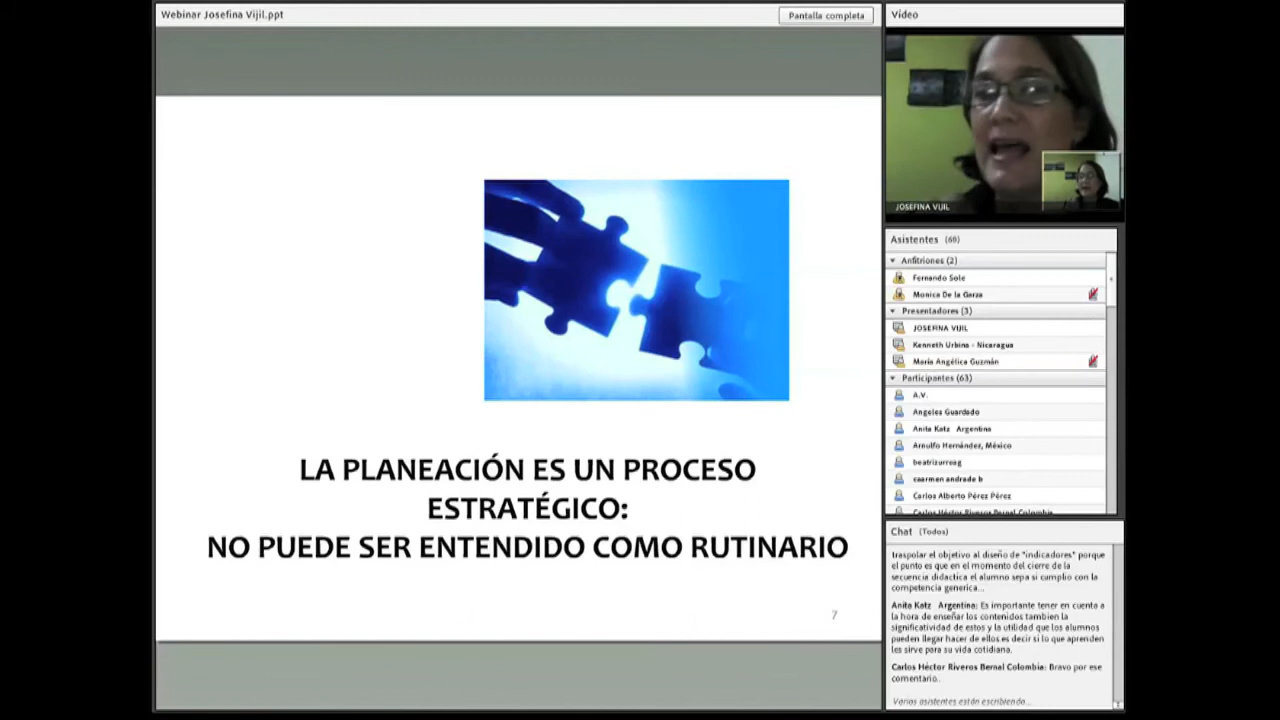 Webinar Josefina Vijil.ppt
Pantalla completa
LA PLANEACIÓN ES UN PROCESO
ESTRATÉGICO:
NO PUEDE SER ENTENDIDO COMO RUTINARIO
7
Vídeo
JOSEFINA VIJIL
Asistentes (68)
Anfitriones (2)
Fernando Sole
Monica De la Garza
Presentadores (3)
JOSEFINA VIJIL
Kenneth Urbina - Nicaragua
María Angélica Guzmán
Participantes (63)
A.V.
Angeles Guardado
Anita Katz Argentina
Arnulfo Hernández, México
beatrizurreag
caarmen andrade b
Carlos Alberto Pérez Pérez
Carlos Héctor Riveros Bernal Colombia
Chat (Todos)
traspolar el objetivo al diseño de "indicadores" porque
el punto es que en el momento del cierre de la
secuencia didactica el alumno sepa si cumplio con la
competencia generica...
Anita Katz Argentina: Es importante tener en cuenta a
la hora de enseñar los contenidos tambien la
significatividad de estos y la utilidad que los alumnos
pueden llegar hacer de ellos.es decir si lo que aprenden
les sirve para su vida cotidiana.
Carlos Héctor Riveros Bernal Colombia: Bravo por ese
comentario..
Varios asistentes están escribiendo...